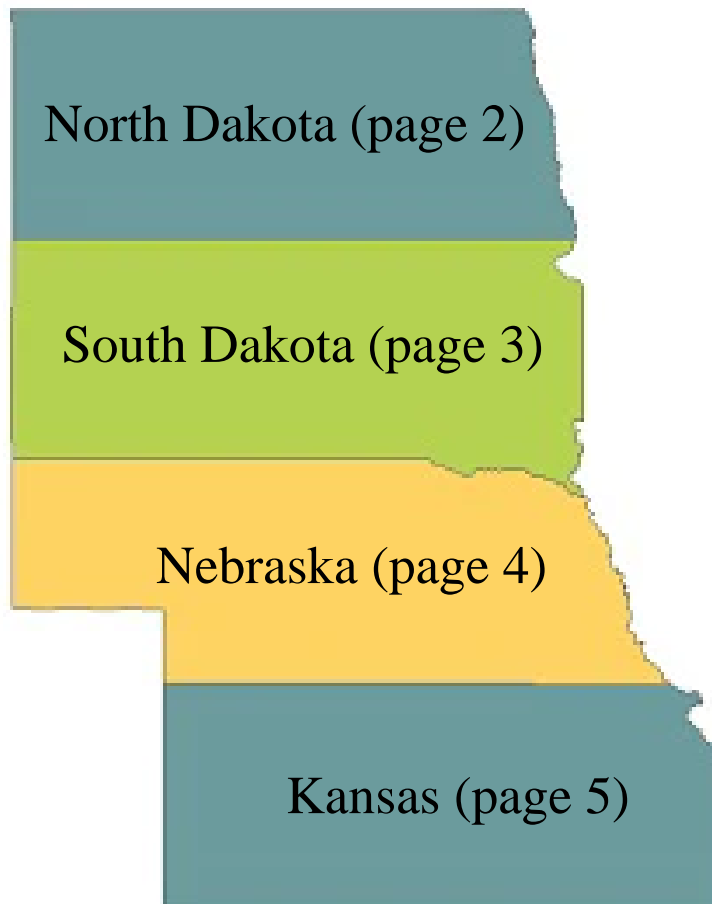 North Dakota (page 2)
South Dakota (page 3)
Nebraska (page 4)
Kansas (page 5)